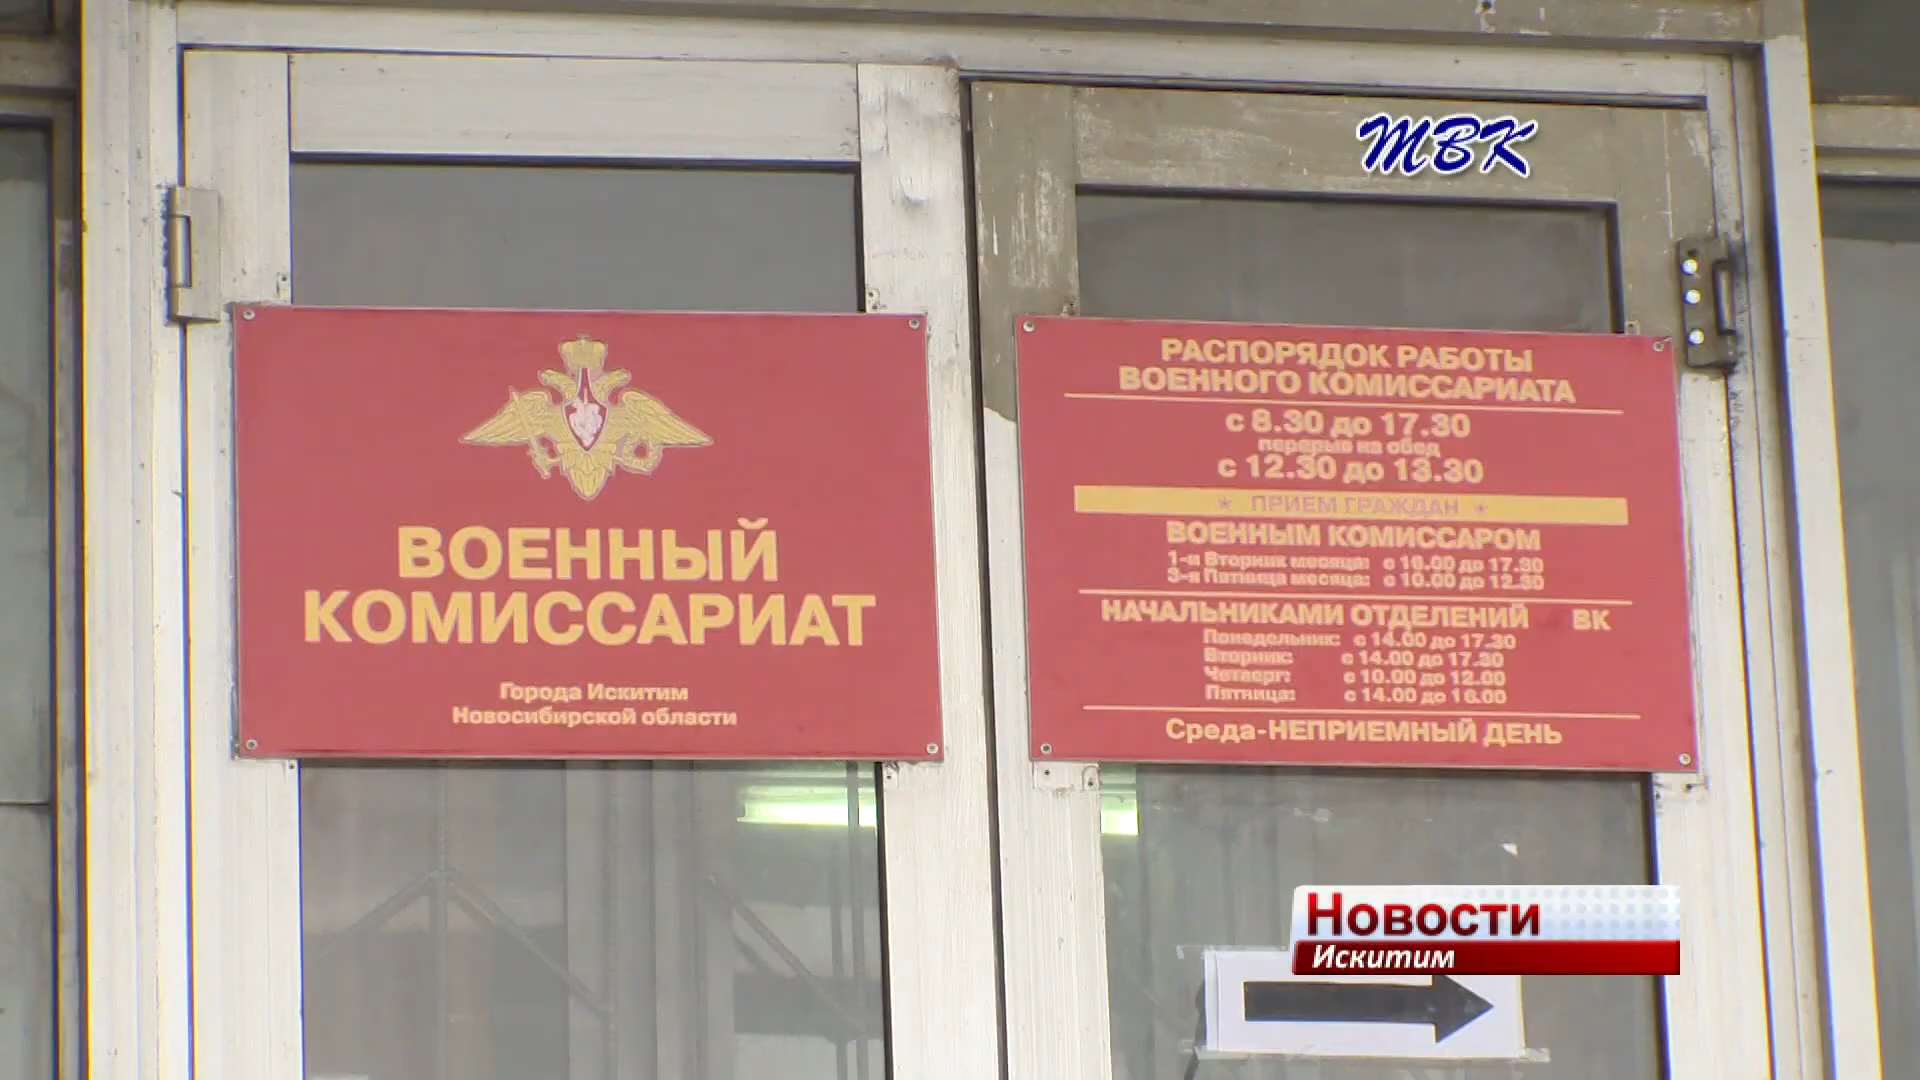 ТВК
ВОЕННЫЙ
КОМИССАРИАТ
Города Искитим
Новосибирской области
РАСПОРЯДОК РАБОТЫ
ВОЕННОГО КОМИССАРИАТА
с 8.30 до 17.30
перерыв на обед
с 12.30 до 13.30
* ПРИЕМ ГРАЖДАН *
ВОЕННЫМ КОМИССАРОМ
1-й Вторник месяца: с 16.00 до 17.30
3-я Пятница месяца: с 10.00 до 12.30
НАЧАЛЬНИКАМИ ОТДЕЛЕНИЙ ВК
Понедельник: с 14.00 до 17.30
Вторник: с 14.00 до 17.30
Четверг: с 10.00 до 12.00
Пятница: с 14.00 до 16.00
Среда-НЕПРИЕМНЫЙ ДЕНЬ
Новости
Искитим